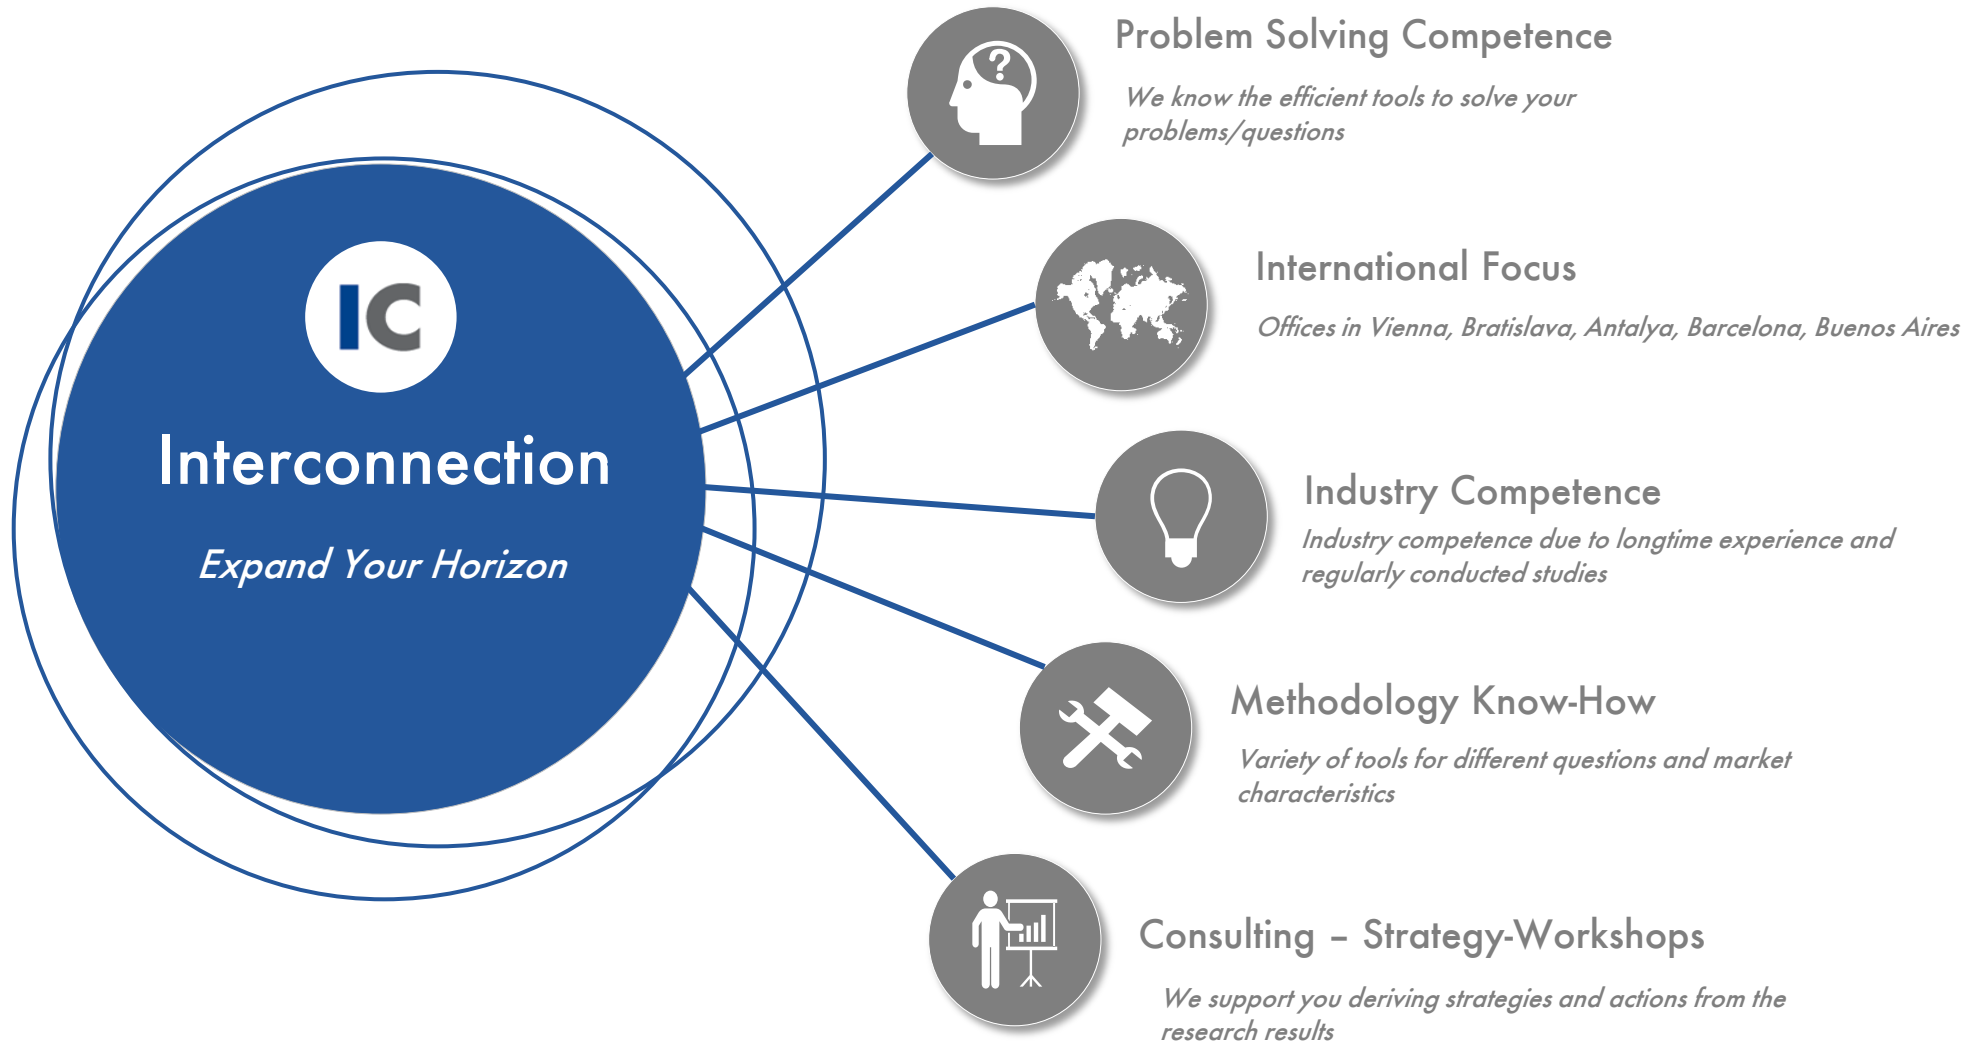 IC
Interconnection
Expand Your Horizon
?
Problem Solving Competence
We know the efficient tools to solve your
problems/questions
International Focus
Offices in Vienna, Bratislava, Antalya, Barcelona, Buenos Aires
Industry Competence
Industry competence due to longtime experience and
regularly conducted studies
Methodology Know-How
Variety of tools for different questions and market
characteristics
Consulting – Strategy-Workshops
We support you deriving strategies and actions from the
research results